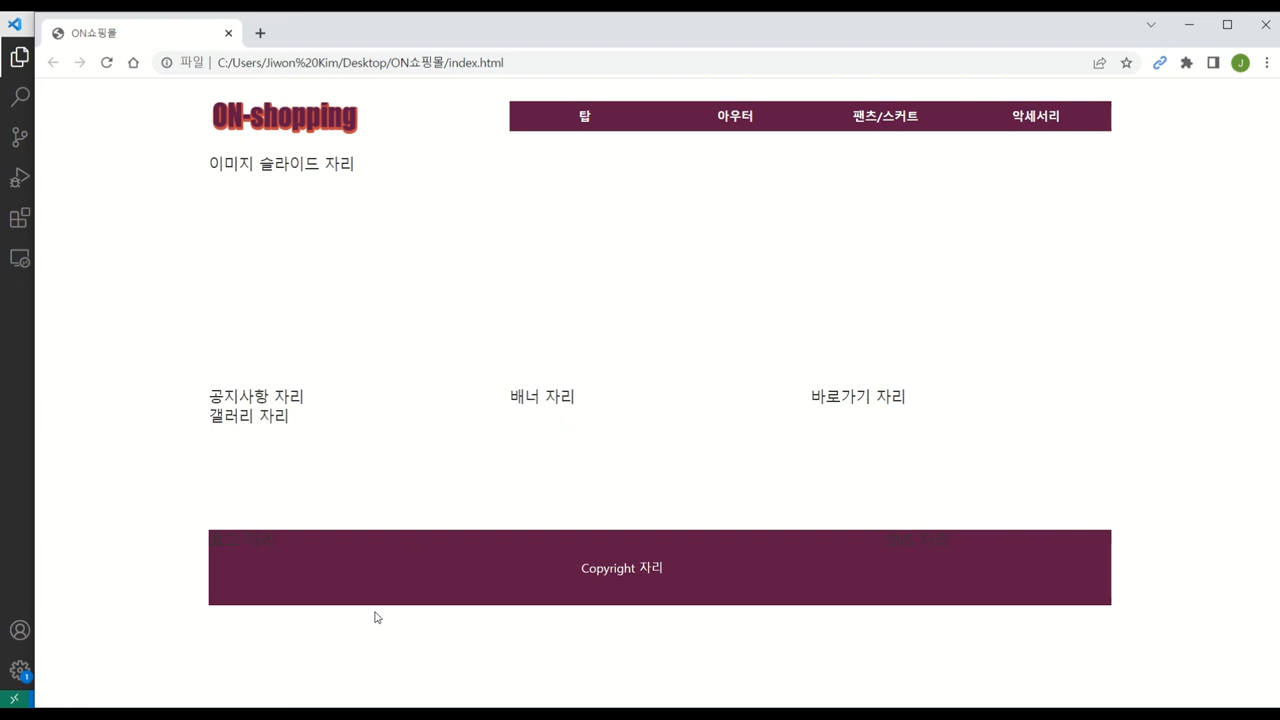 ON쇼핑몰
파일 | C:/Users/Jiwon%20Kim/Desktop/ON쇼핑몰/index.html
J
ON-shopping
탑 아우터 팬츠/스커트 악세서리
이미지 슬라이드 자리
공지사항 자리 배너 자리 바로가기 자리
갤러리 자리
자리
Copyright 자리
1